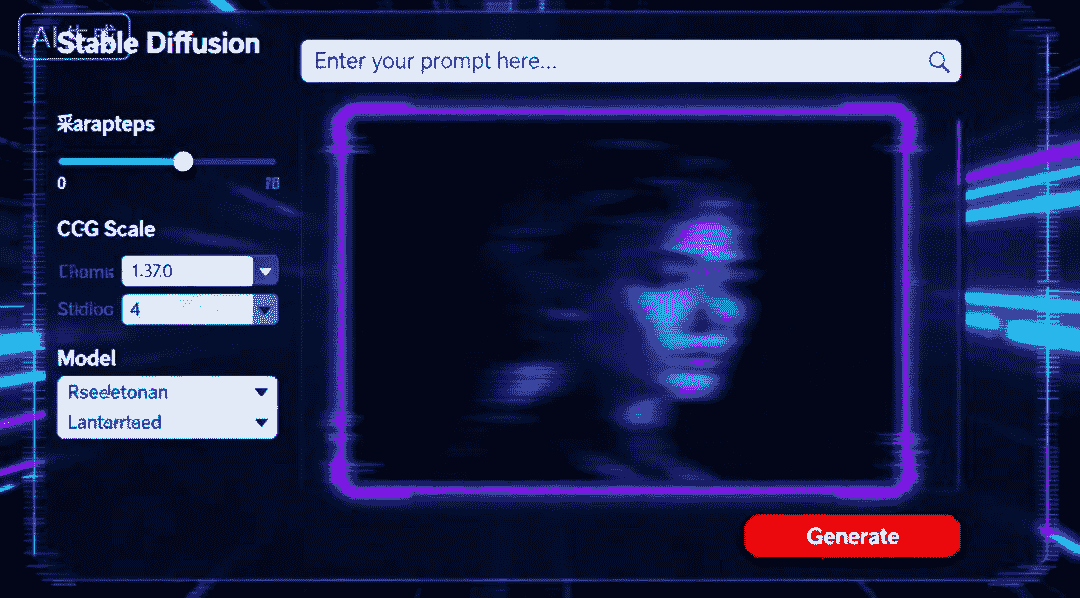 Stable Diffusion
Enter your prompt here...
采arapteps
0
CCG Scale
1.37.0
4
Model
Rseeletonan
Lantarrtaed
Generate